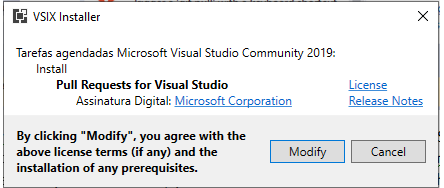 VSIX Installer
Tarefas agendadas Microsoft Visual Studio Community 2019:
Install
Pull Requests for Visual Studio License
Assinatura Digital: Microsoft Corporation Release Notes
By clicking "Modify", you agree with the
above license terms (if any) and the
installation of any prerequisites.
Modify Cancel